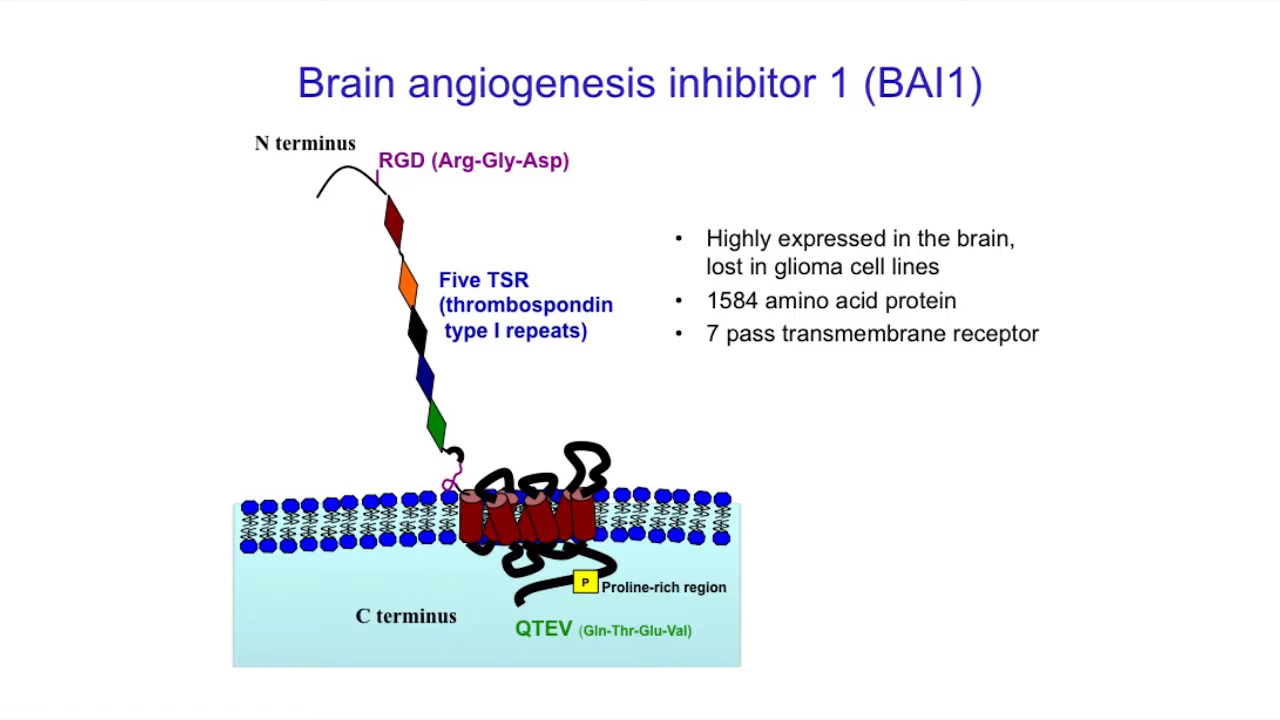 Brain angiogenesis inhibitor 1 (BAI1)
N terminus
RGD (Arg-Gly-Asp)
Five TSR
(thrombospondin
type I repeats)
• Highly expressed in the brain,
lost in glioma cell lines
• 1584 amino acid protein
• 7 pass transmembrane receptor
P
Proline-rich region
C terminus
QTEV (Gln-Thr-Glu-Val)